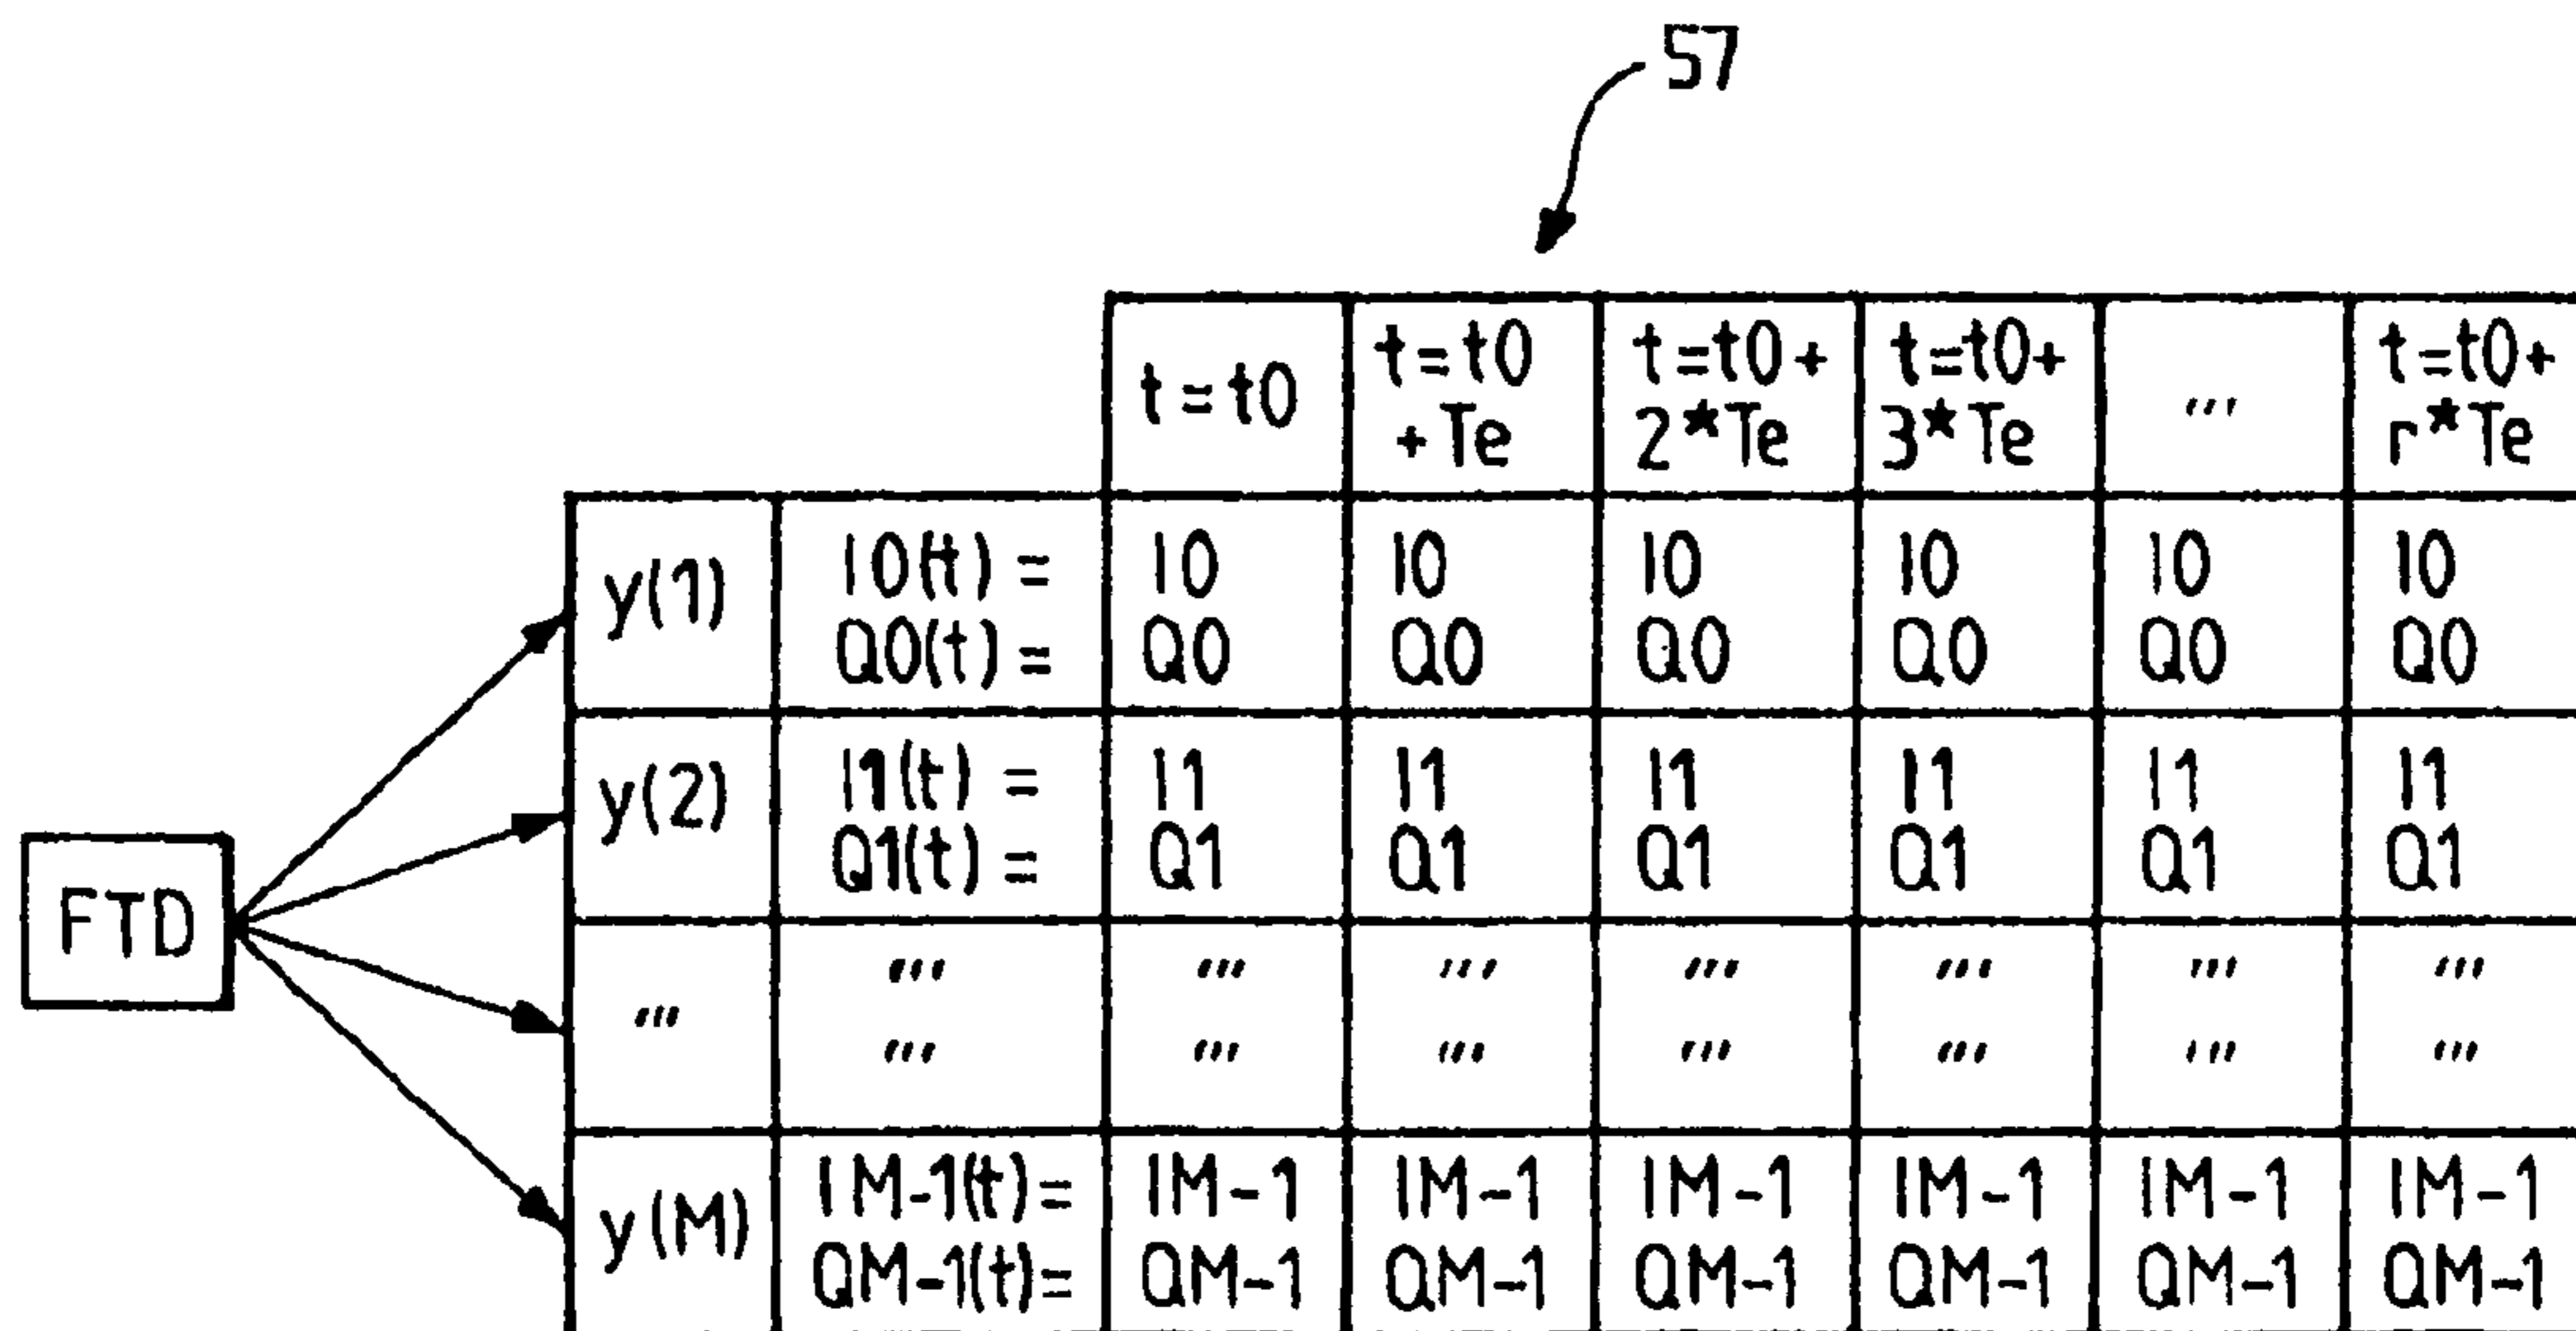 57
t=t0 t=t0 +Te t=t0+ 2*Te t=t0+ 3*Te ''' t=t0+ r*Te
y(1) I0(t)= I0 I0 I0 I0 I0 I0
Q0(t)= Q0 Q0 Q0 Q0 Q0 Q0
y(2) I1(t)= I1 I1 I1 I1 I1 I1
Q1(t)= Q1 Q1 Q1 Q1 Q1 Q1
FTD
''' ''' ''' ''' ''' ''' ''' '''
''' ''' ''' ''' ''' ''' '''
y(M) IM-1(t)= IM-1 IM-1 IM-1 IM-1 IM-1 IM-1
QM-1(t)= QM-1 QM-1 QM-1 QM-1 QM-1 QM-1